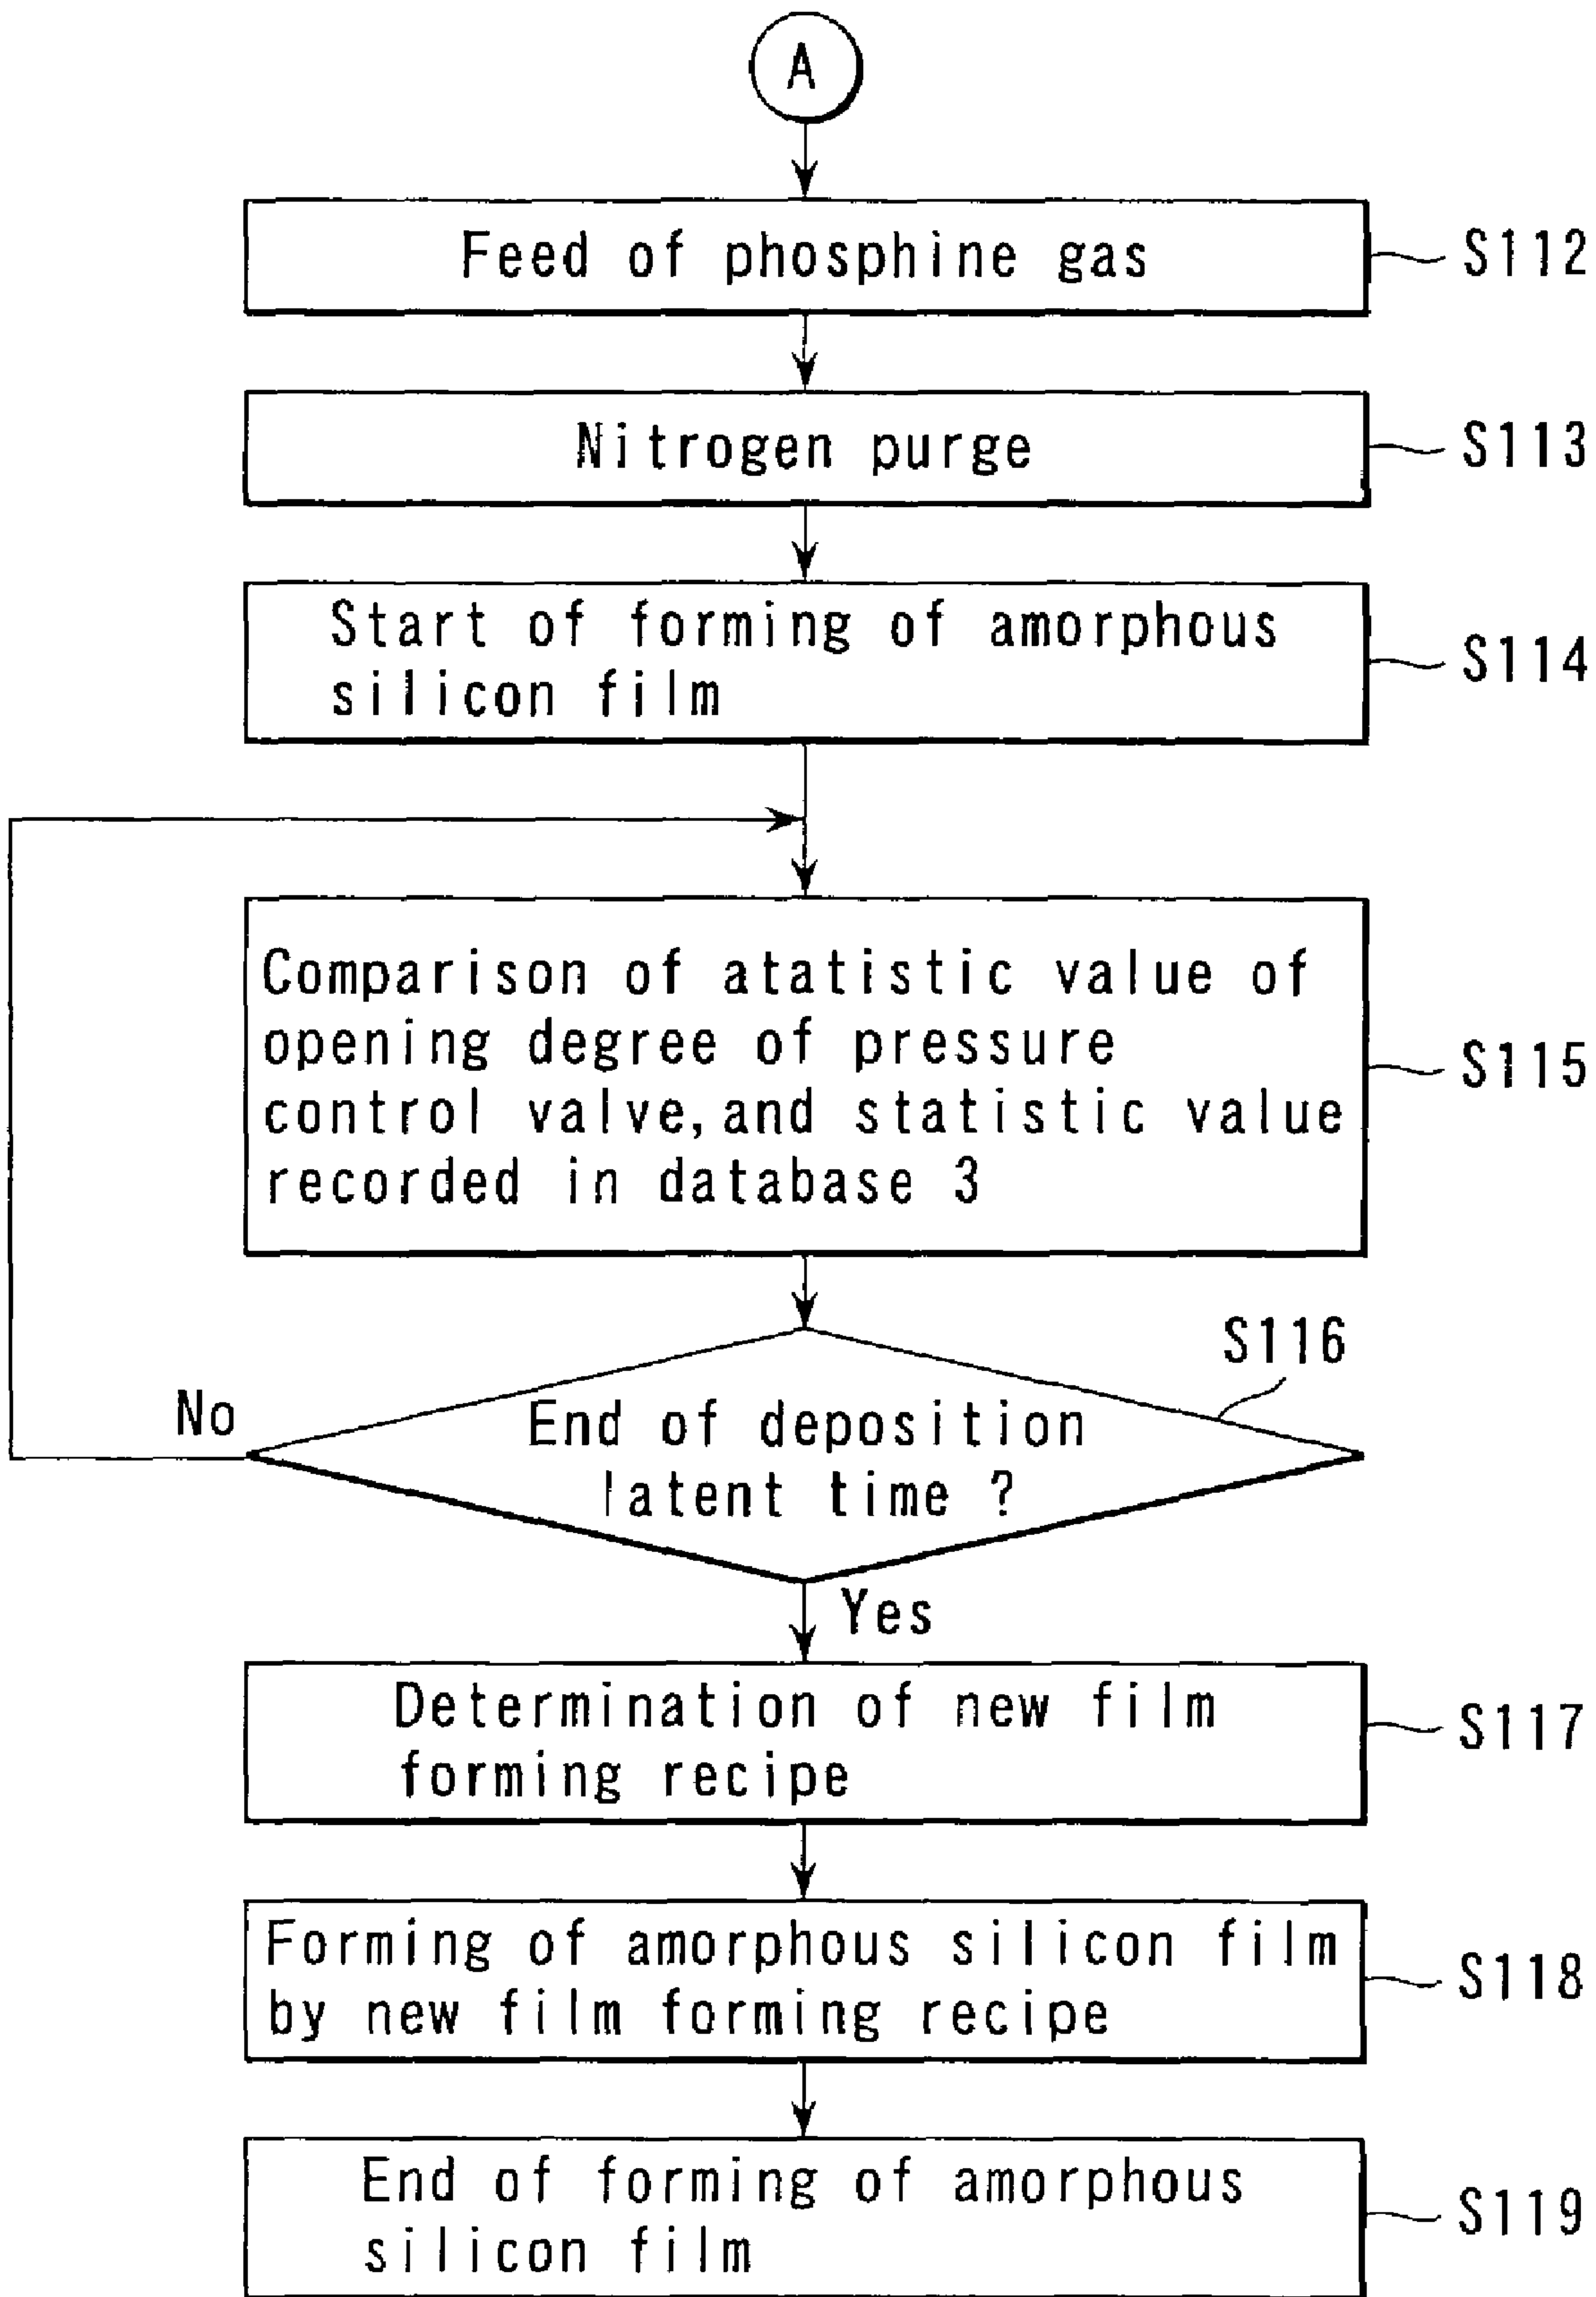 A
Feed of phosphine gas
S112
Nitrogen purge
S113
Start of forming of amorphous
silicon film
S114
Comparison of atatistic value of
opening degree of pressure
control valve, and statistic value
recorded in database 3
S115
S116
No
End of deposition
latent time ?
Yes
Determination of new film
forming recipe
S117
Forming of amorphous silicon film
by new film forming recipe
S118
End of forming of amorphous
silicon film
S119